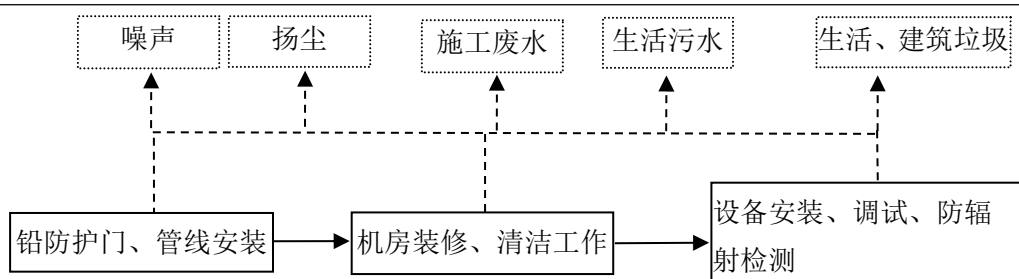 噪声
扬尘
施工废水
生活污水
生活、建筑垃圾
铅防护门、管线安装
机房装修、清洁工作
设备安装、调试、防辐
射检测